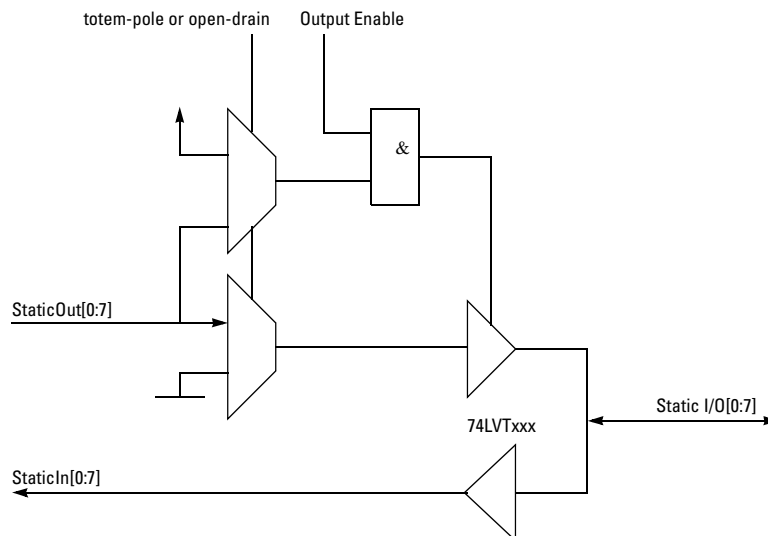 totem-pole or open-drain
Output Enable
&
StaticOut[0:7]
Static I/O[0:7]
74LVTxxx
StaticIn[0:7]